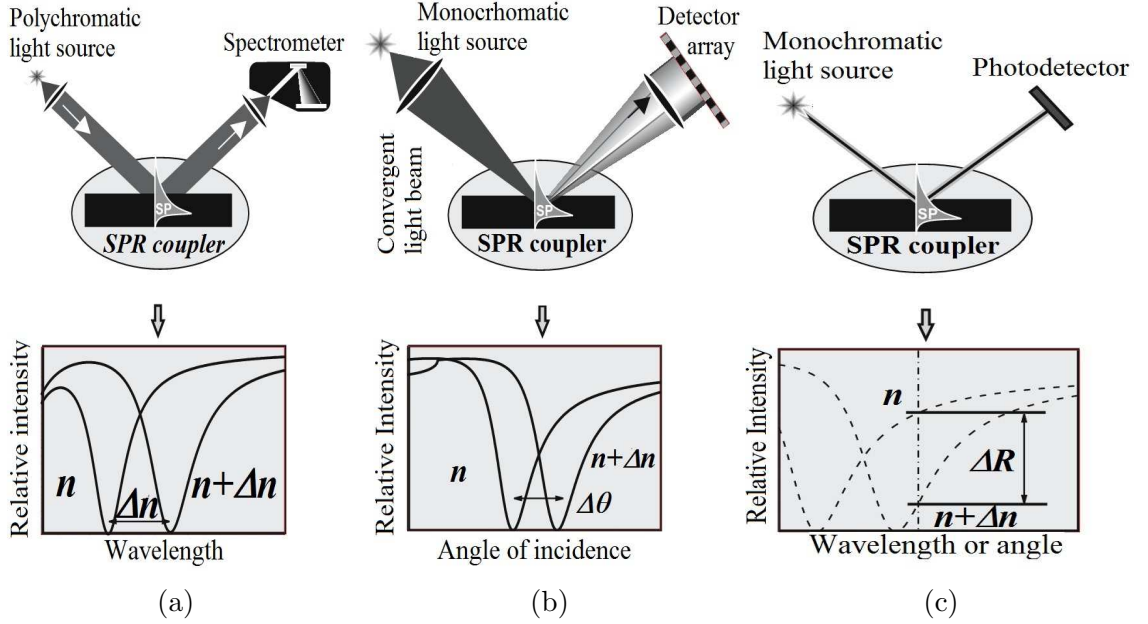 Polychromatic
light source
Spectrometer
SP
SPR coupler
Relative intensity
n
Δn
n+Δn
Wavelength
(a)
Monocrhomatic
light source
Detector
array
Convergent
light beam
SP
SPR coupler
Relative Intensity
n
n+Δn
Δθ
Angle of incidence
(b)
Monochromatic
light source
Photodetector
SP
SPR coupler
Relative Intensity
n
ΔR
n+Δn
Wavelength or angle
(c)